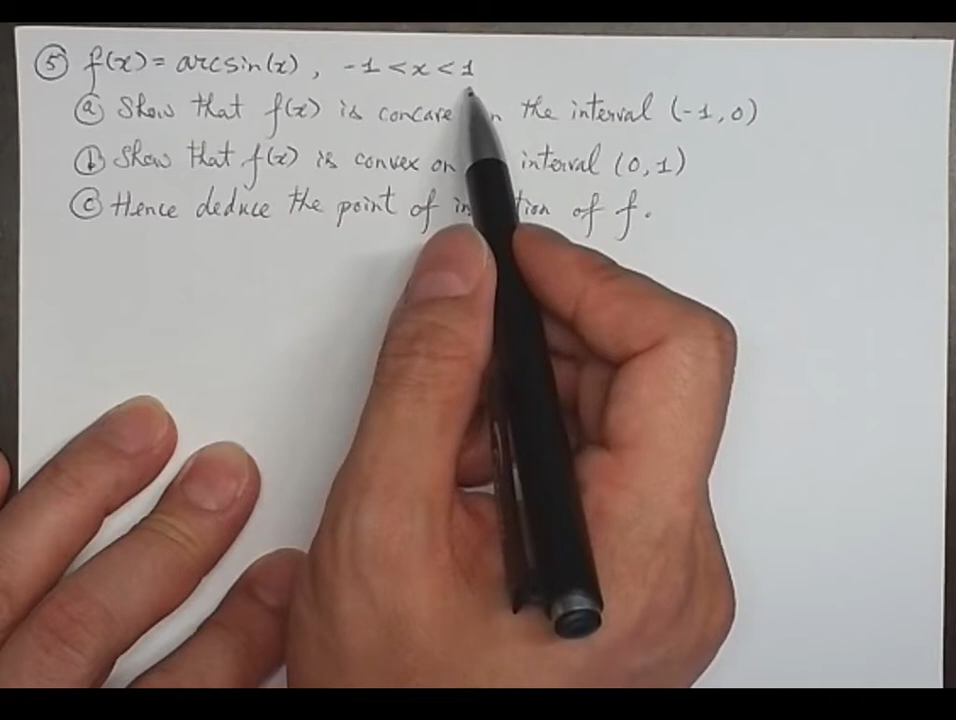 ⑤ f(x) = arcsin(x), -1 < x < 1
ⓐ Show that f(x) is concave the interval (-1, 0)
ⓑ Show that f(x) is convex on interval (0, 1)
ⓒ Hence deduce the point of of f.